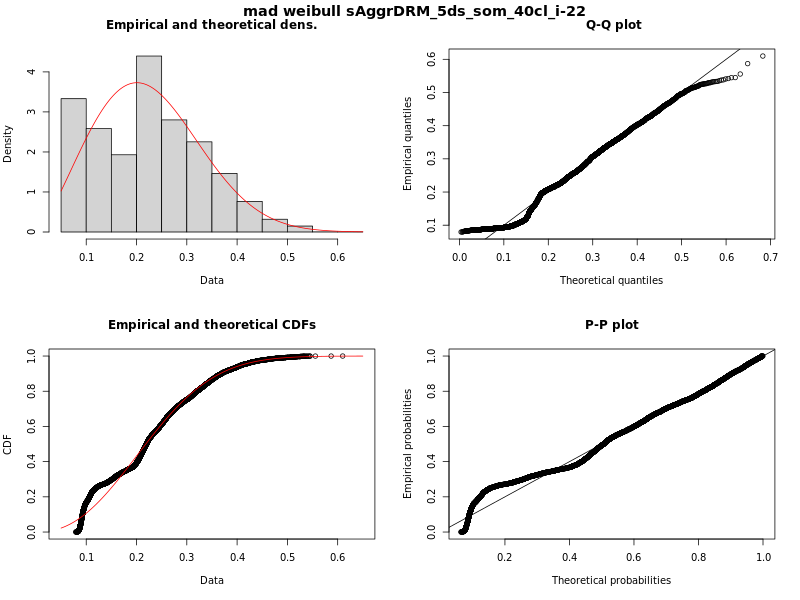 mad weibull sAggrDRM_5ds_som_40cl_i-22
Empirical and theoretical dens.
Density
0 1 2 3 4
0.1 0.2 0.3 0.4 0.5 0.6
Data
Q-Q plot
Empirical quantiles
0.1 0.2 0.3 0.4 0.5 0.6
0.0 0.1 0.2 0.3 0.4 0.5 0.6 0.7
Theoretical quantiles
Empirical and theoretical CDFs
CDF
0.0 0.2 0.4 0.6 0.8 1.0
0.1 0.2 0.3 0.4 0.5 0.6
Data
P-P plot
Empirical probabilities
0.0 0.2 0.4 0.6 0.8 1.0
0.2 0.4 0.6 0.8 1.0
Theoretical probabilities